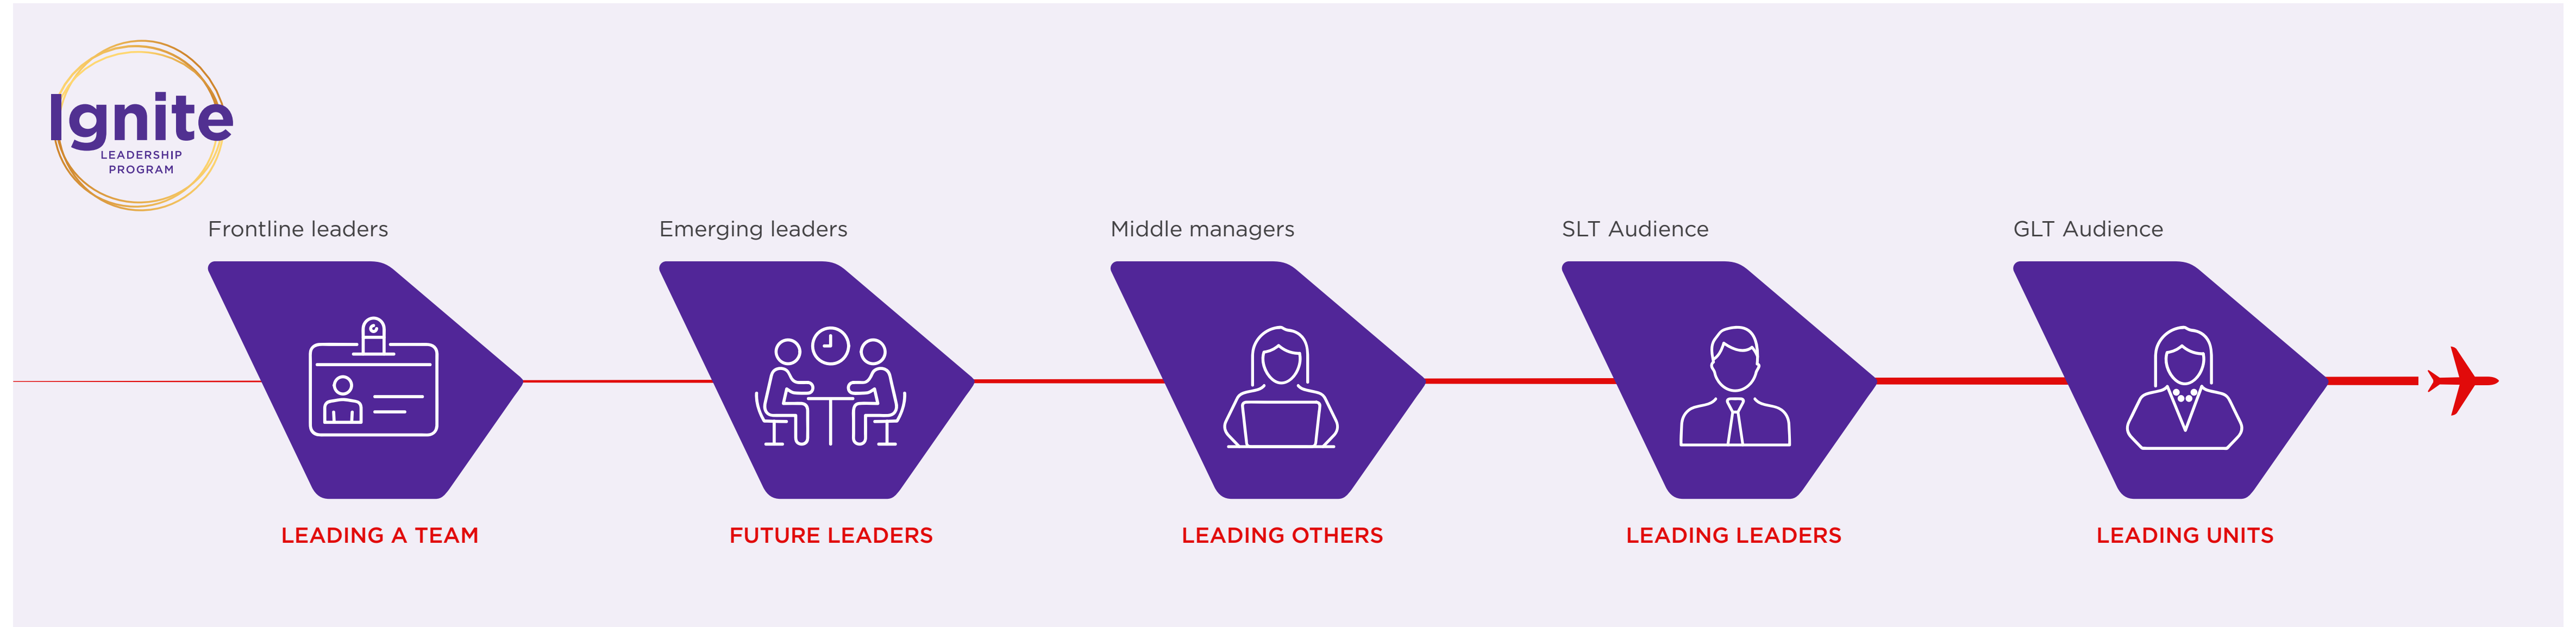 Ignite
LEADERSHIP
PROGRAM
Frontline leaders
Emerging leaders
Middle managers
SLT Audience
GLT Audience
LEADING A TEAM
FUTURE LEADERS
LEADING OTHERS
LEADING LEADERS
LEADING UNITS